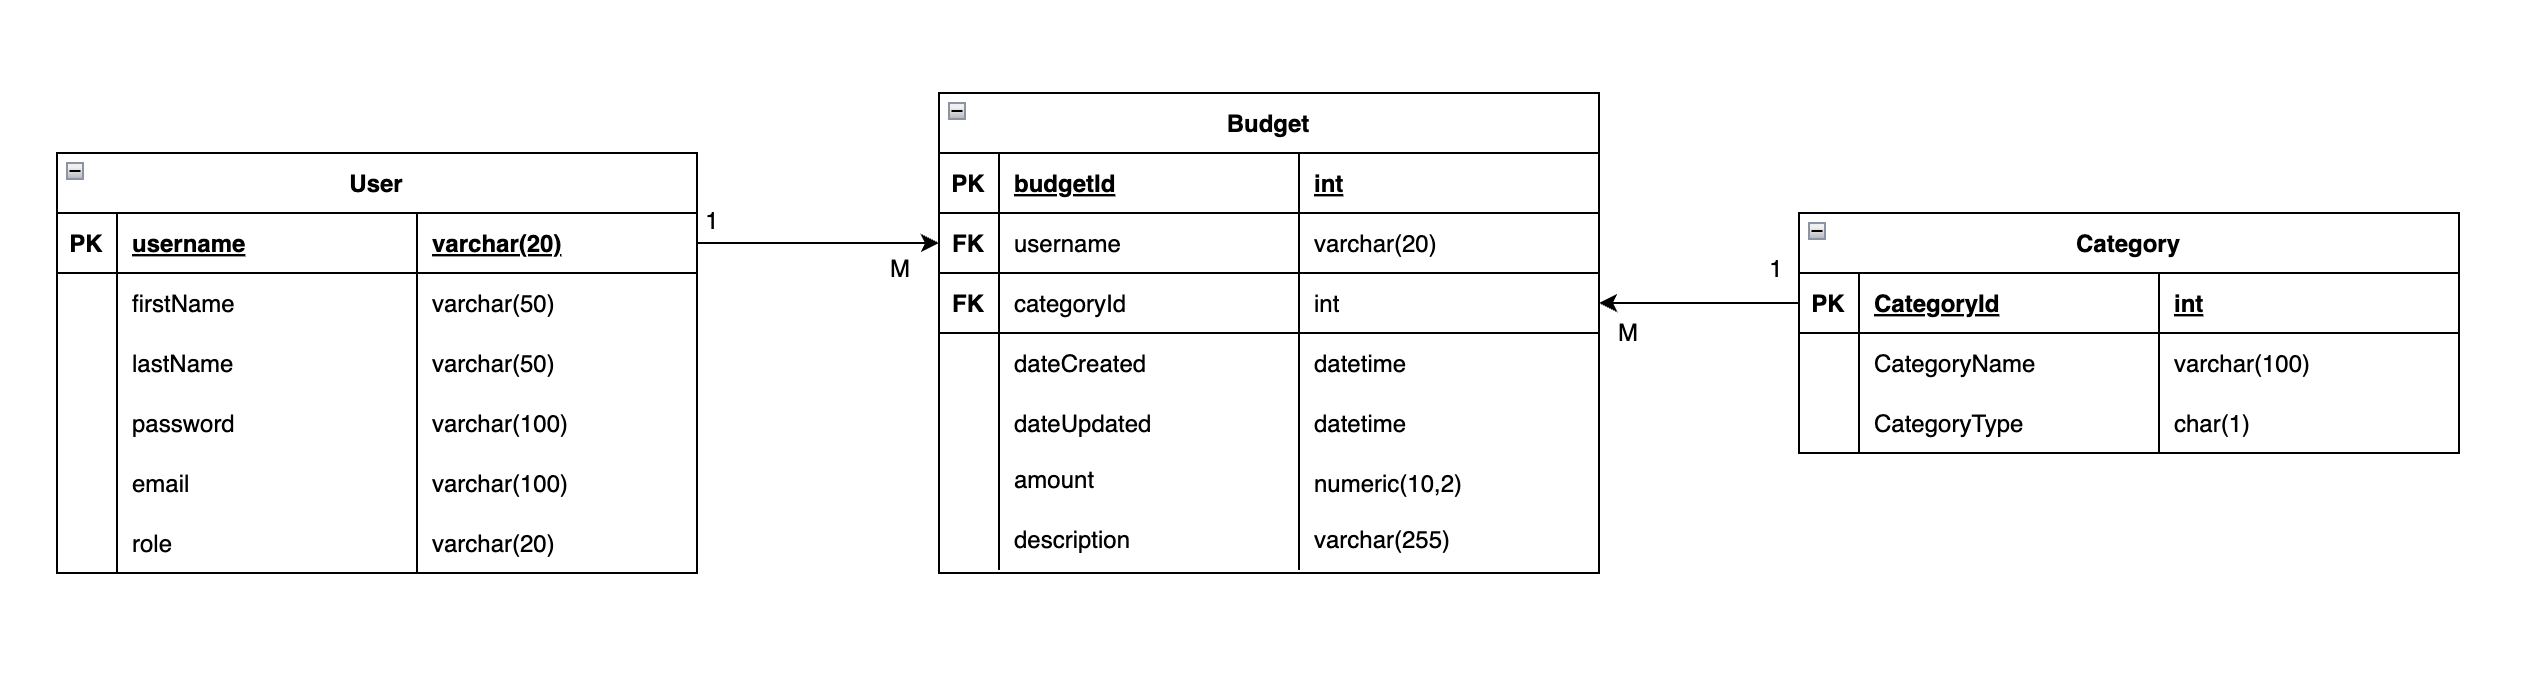 User
PK username varchar(20)
firstName varchar(50)
lastName varchar(50)
password varchar(100)
email varchar(100)
role varchar(20)
1
M
Budget
PK budgetId int
FK username varchar(20)
FK categoryId int
dateCreated datetime
dateUpdated datetime
amount numeric(10,2)
description varchar(255)
1
M
Category
PK CategoryId int
CategoryName varchar(100)
CategoryType char(1)